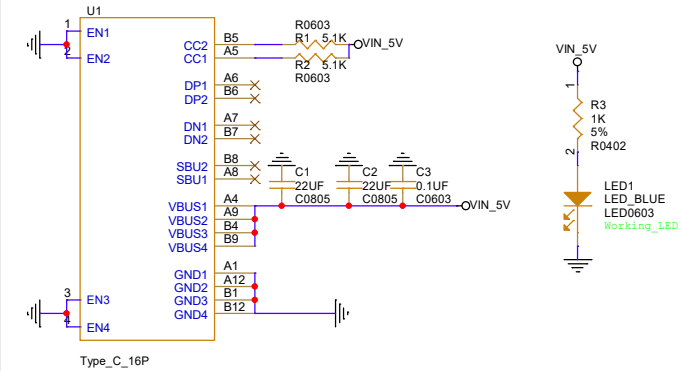 U1
1 EN1
2 EN2
CC2 B5
CC1 A5
R0603
R1 5.1K
VIN_5V
R2 5.1K
R0603
DP1 A6
DP2 B6
DN1 A7
DN2 B7
SBU2 B8
SBU1 A8
C1
22UF
C0805
C2
22UF
C0805
C3
0.1UF
C0603
VBUS1 A4
VBUS2 A9
VBUS3 B4
VBUS4 B9
VIN_5V
GND1 A1
GND2 A12
GND3 B1
GND4 B12
3 EN3
4 EN4
Type_C_16P
VIN_5V
1
R3
1K
5%
R0402
2
LED1
LED_BLUE
LED0603
Working_LED